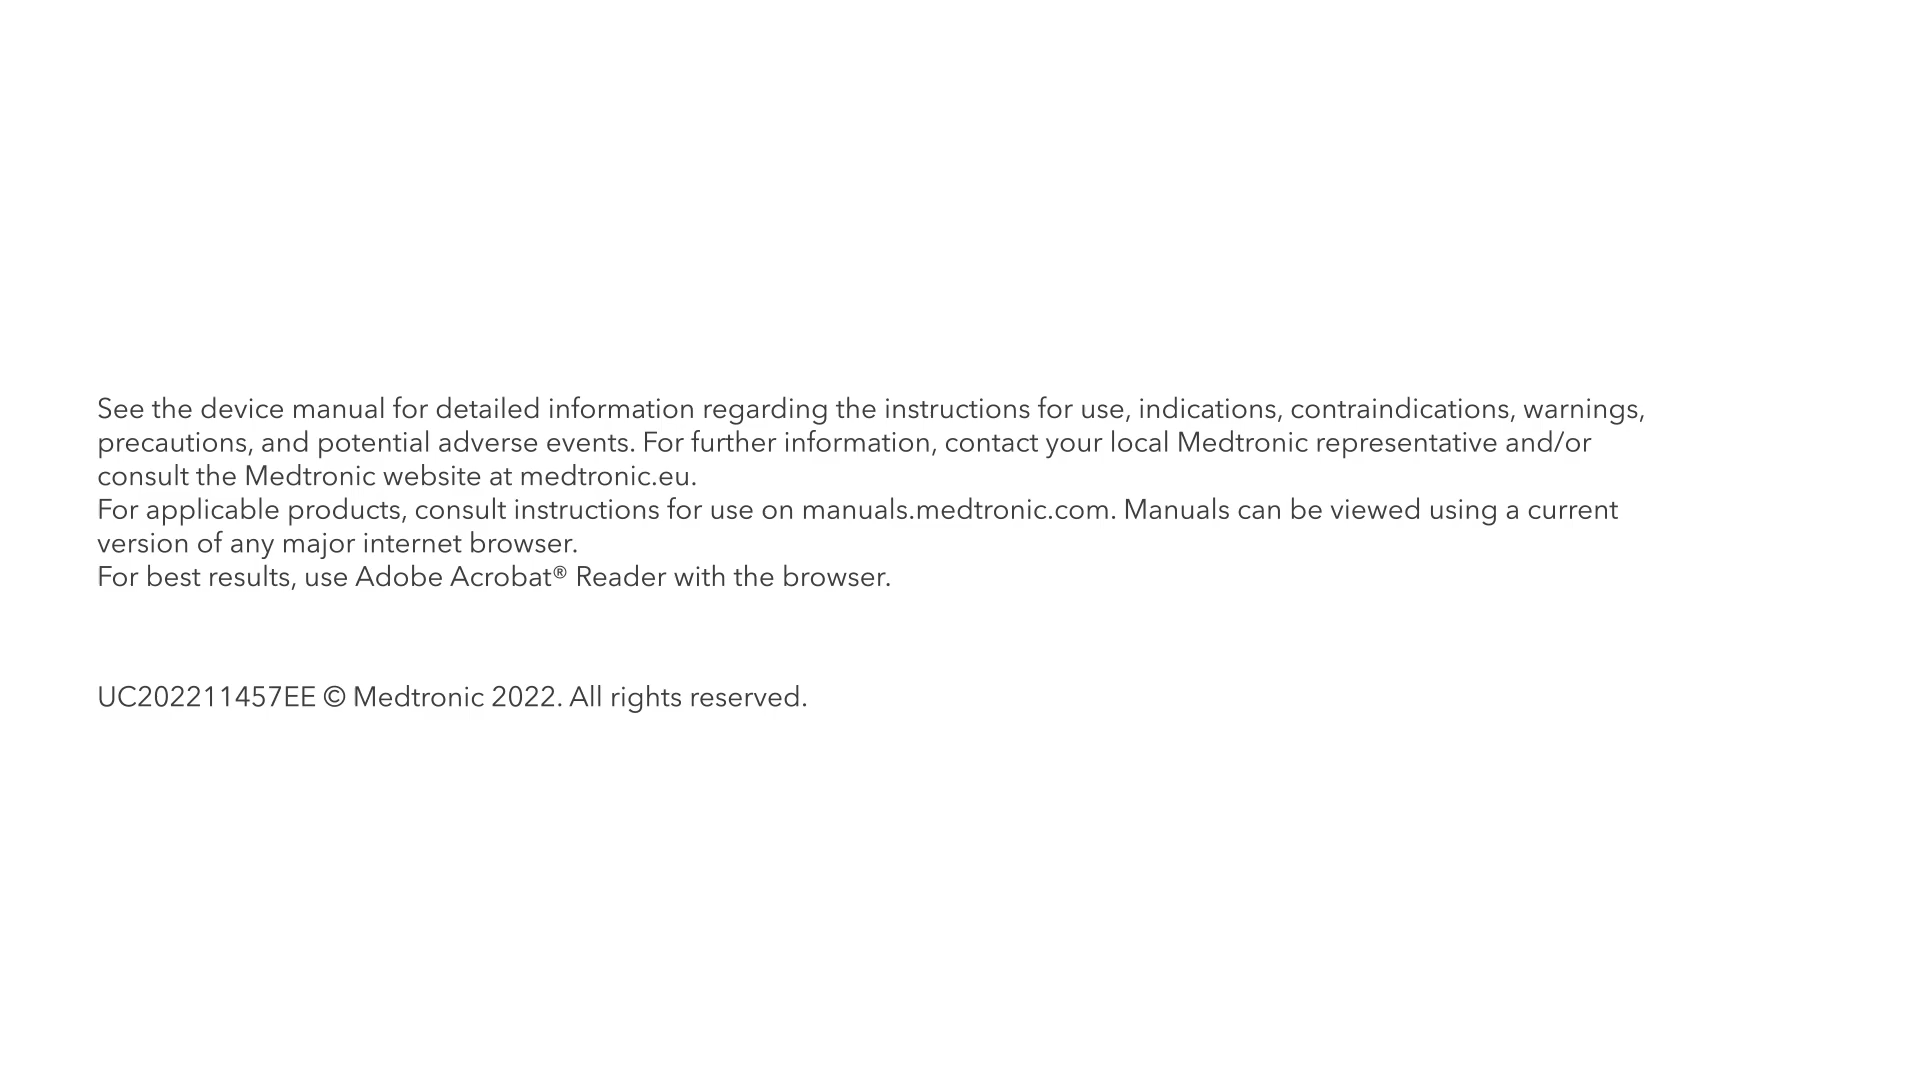 See the device manual for detailed information regarding the instructions for use, indications, contraindications, warnings,
precautions, and potential adverse events. For further information, contact your local Medtronic representative and/or
consult the Medtronic website at medtronic.eu.
For applicable products, consult instructions for use on manuals.medtronic.com. Manuals can be viewed using a current
version of any major internet browser.
For best results, use Adobe Acrobat® Reader with the browser.
UC202211457EE © Medtronic 2022. All rights reserved.